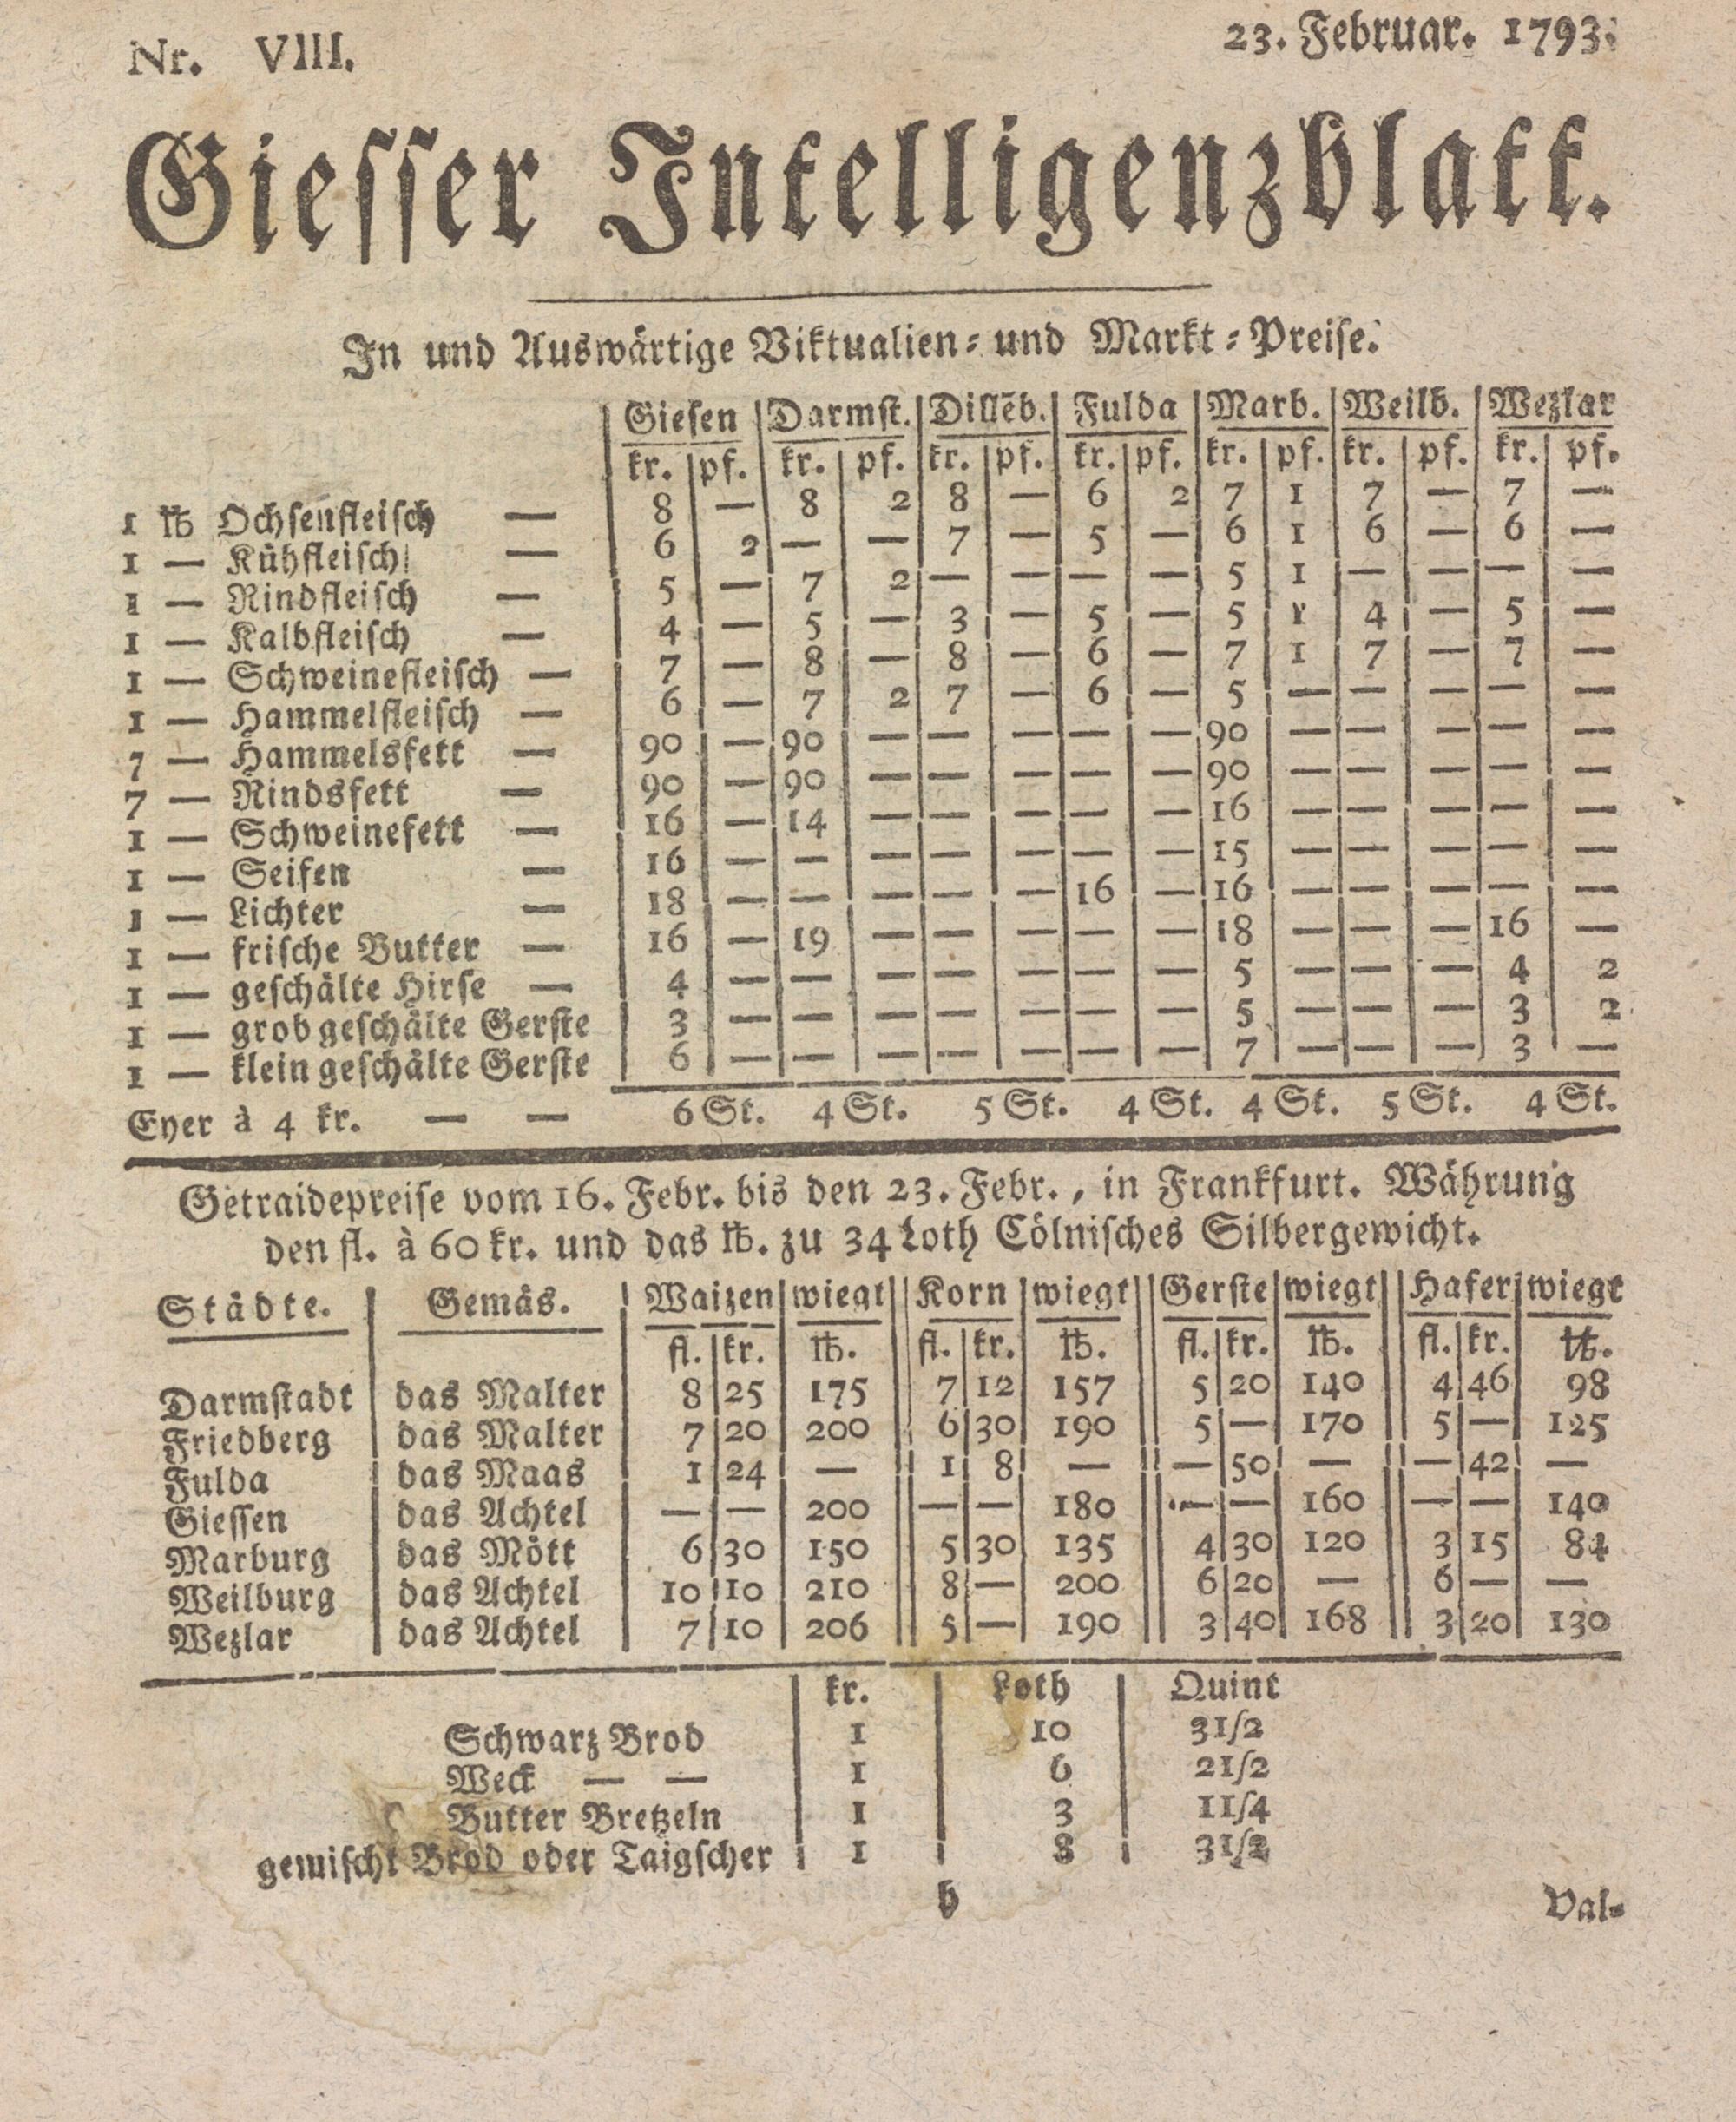 Nr. VIII. 23. Februar. 1793.
Giesser Intelligenzblatt.
In und Auswärtige Viktualien- und Markt-Preise.
Giesen Darmst. Dillēb. Fulda Marb. Weilb. Wezlar
kr. pf. kr. pf. kr. pf. kr. pf. kr. pf. kr. pf. kr. pf.
1 ℔ Ochsenfleisch — 8 — 8 2 8 — 6 2 7 1 7 — 7 —
1 — Kühfleisch — 6 2 — — 7 — 5 — 6 1 6 — 6 —
1 — Rindfleisch — 5 — 7 2 — — — — 5 1 — — — —
1 — Kalbfleisch — 4 — 5 — 3 — 5 — 5 1 4 — 5 —
1 — Schweinefleisch — 7 — 8 — 8 — 6 — 7 1 7 — 7 —
1 — Hammelfleisch — 6 — 7 2 7 — 6 — 5 — — — — —
7 — Hammelsfett — 90 — 90 — — — — — 90 — — — — —
7 — Rindsfett — 90 — 90 — — — — — 90 — — — — —
1 — Schweinefett — 16 — 14 — — — — — 16 — — — — —
1 — Seifen — 16 — — — — — — — 15 — — — — —
1 — Lichter — 18 — — — — — 16 — 16 — — — — —
1 — frische Butter — 16 — 19 — — — — — 18 — — — 16 —
1 — geschälte Hirse — 4 — — — — — — — 5 — — — 4 2
1 — grob geschälte Gerste 3 — — — — — — — 5 — — — 3 2
1 — klein geschälte Gerste 6 — — — — — — — 7 — — — 3 —
Eyer à 4 kr. — — 6 St. 4 St. 5 St. 4 St. 4 St. 5 St. 4 St.
Getraidepreise vom 16. Febr. bis den 23. Febr., in Frankfurt. Währung
den fl. à 60 kr. und das ℔. zu 34 Loth Cölnisches Silbergewicht.
Städte. Gemäs. Waizen wiegt Korn wiegt Gerste wiegt Hafer wiegt
fl. kr. ℔. fl. kr. ℔. fl. kr. ℔. fl. kr. ℔.
Darmstadt das Malter 8 25 175 7 12 157 5 20 140 4 46 98
Friedberg das Malter 7 20 200 6 30 190 5 — 170 5 — 125
Fulda das Maas 1 24 — 1 8 — — 50 — — 42 —
Giessen das Achtel — — 200 — — 180 — — 160 — — 140
Marburg das Mött 6 30 150 5 30 135 4 30 120 3 15 84
Weilburg das Achtel 10 10 210 8 — 200 6 20 — 6 — —
Wezlar das Achtel 7 10 206 5 — 190 3 40 168 3 20 130
kr. Loth Quint
Schwarz Brod 1 10 3 1/2
Weck — — 1 6 2 1/2
Butter Bretzeln 1 3 1 1/4
gemischt Brod oder Taigscher 1 8 3 1/2
h Val-